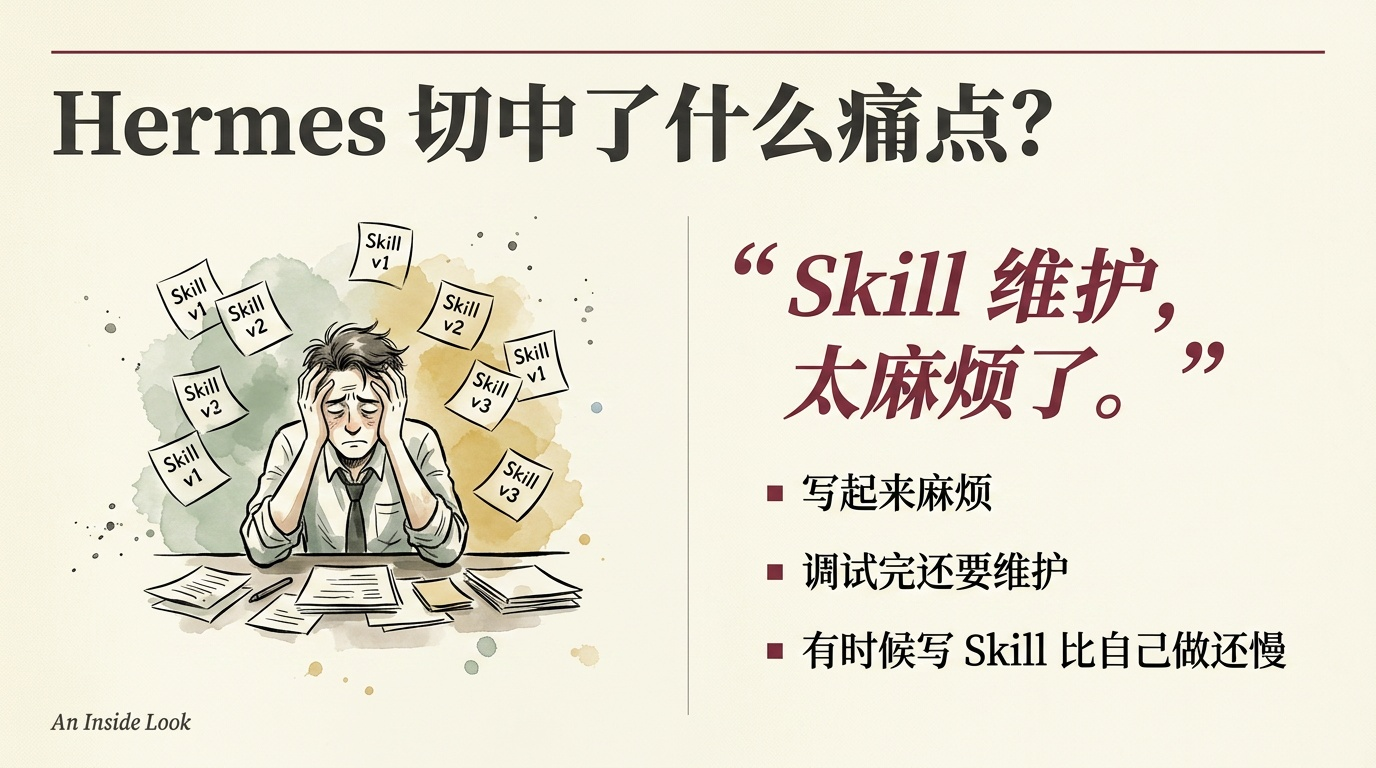 Hermes 切中了什么痛点？
Skill
v1
Skill
v1
Skill
v2
Skill
v2
Skill
v1
Skill
v3
Skill
v2
Skill
v1
Skill
v3
“Skill 维护，
太麻烦了。”
■ 写起来麻烦
■ 调试完还要维护
■ 有时候写 Skill 比自己做还慢
An Inside Look